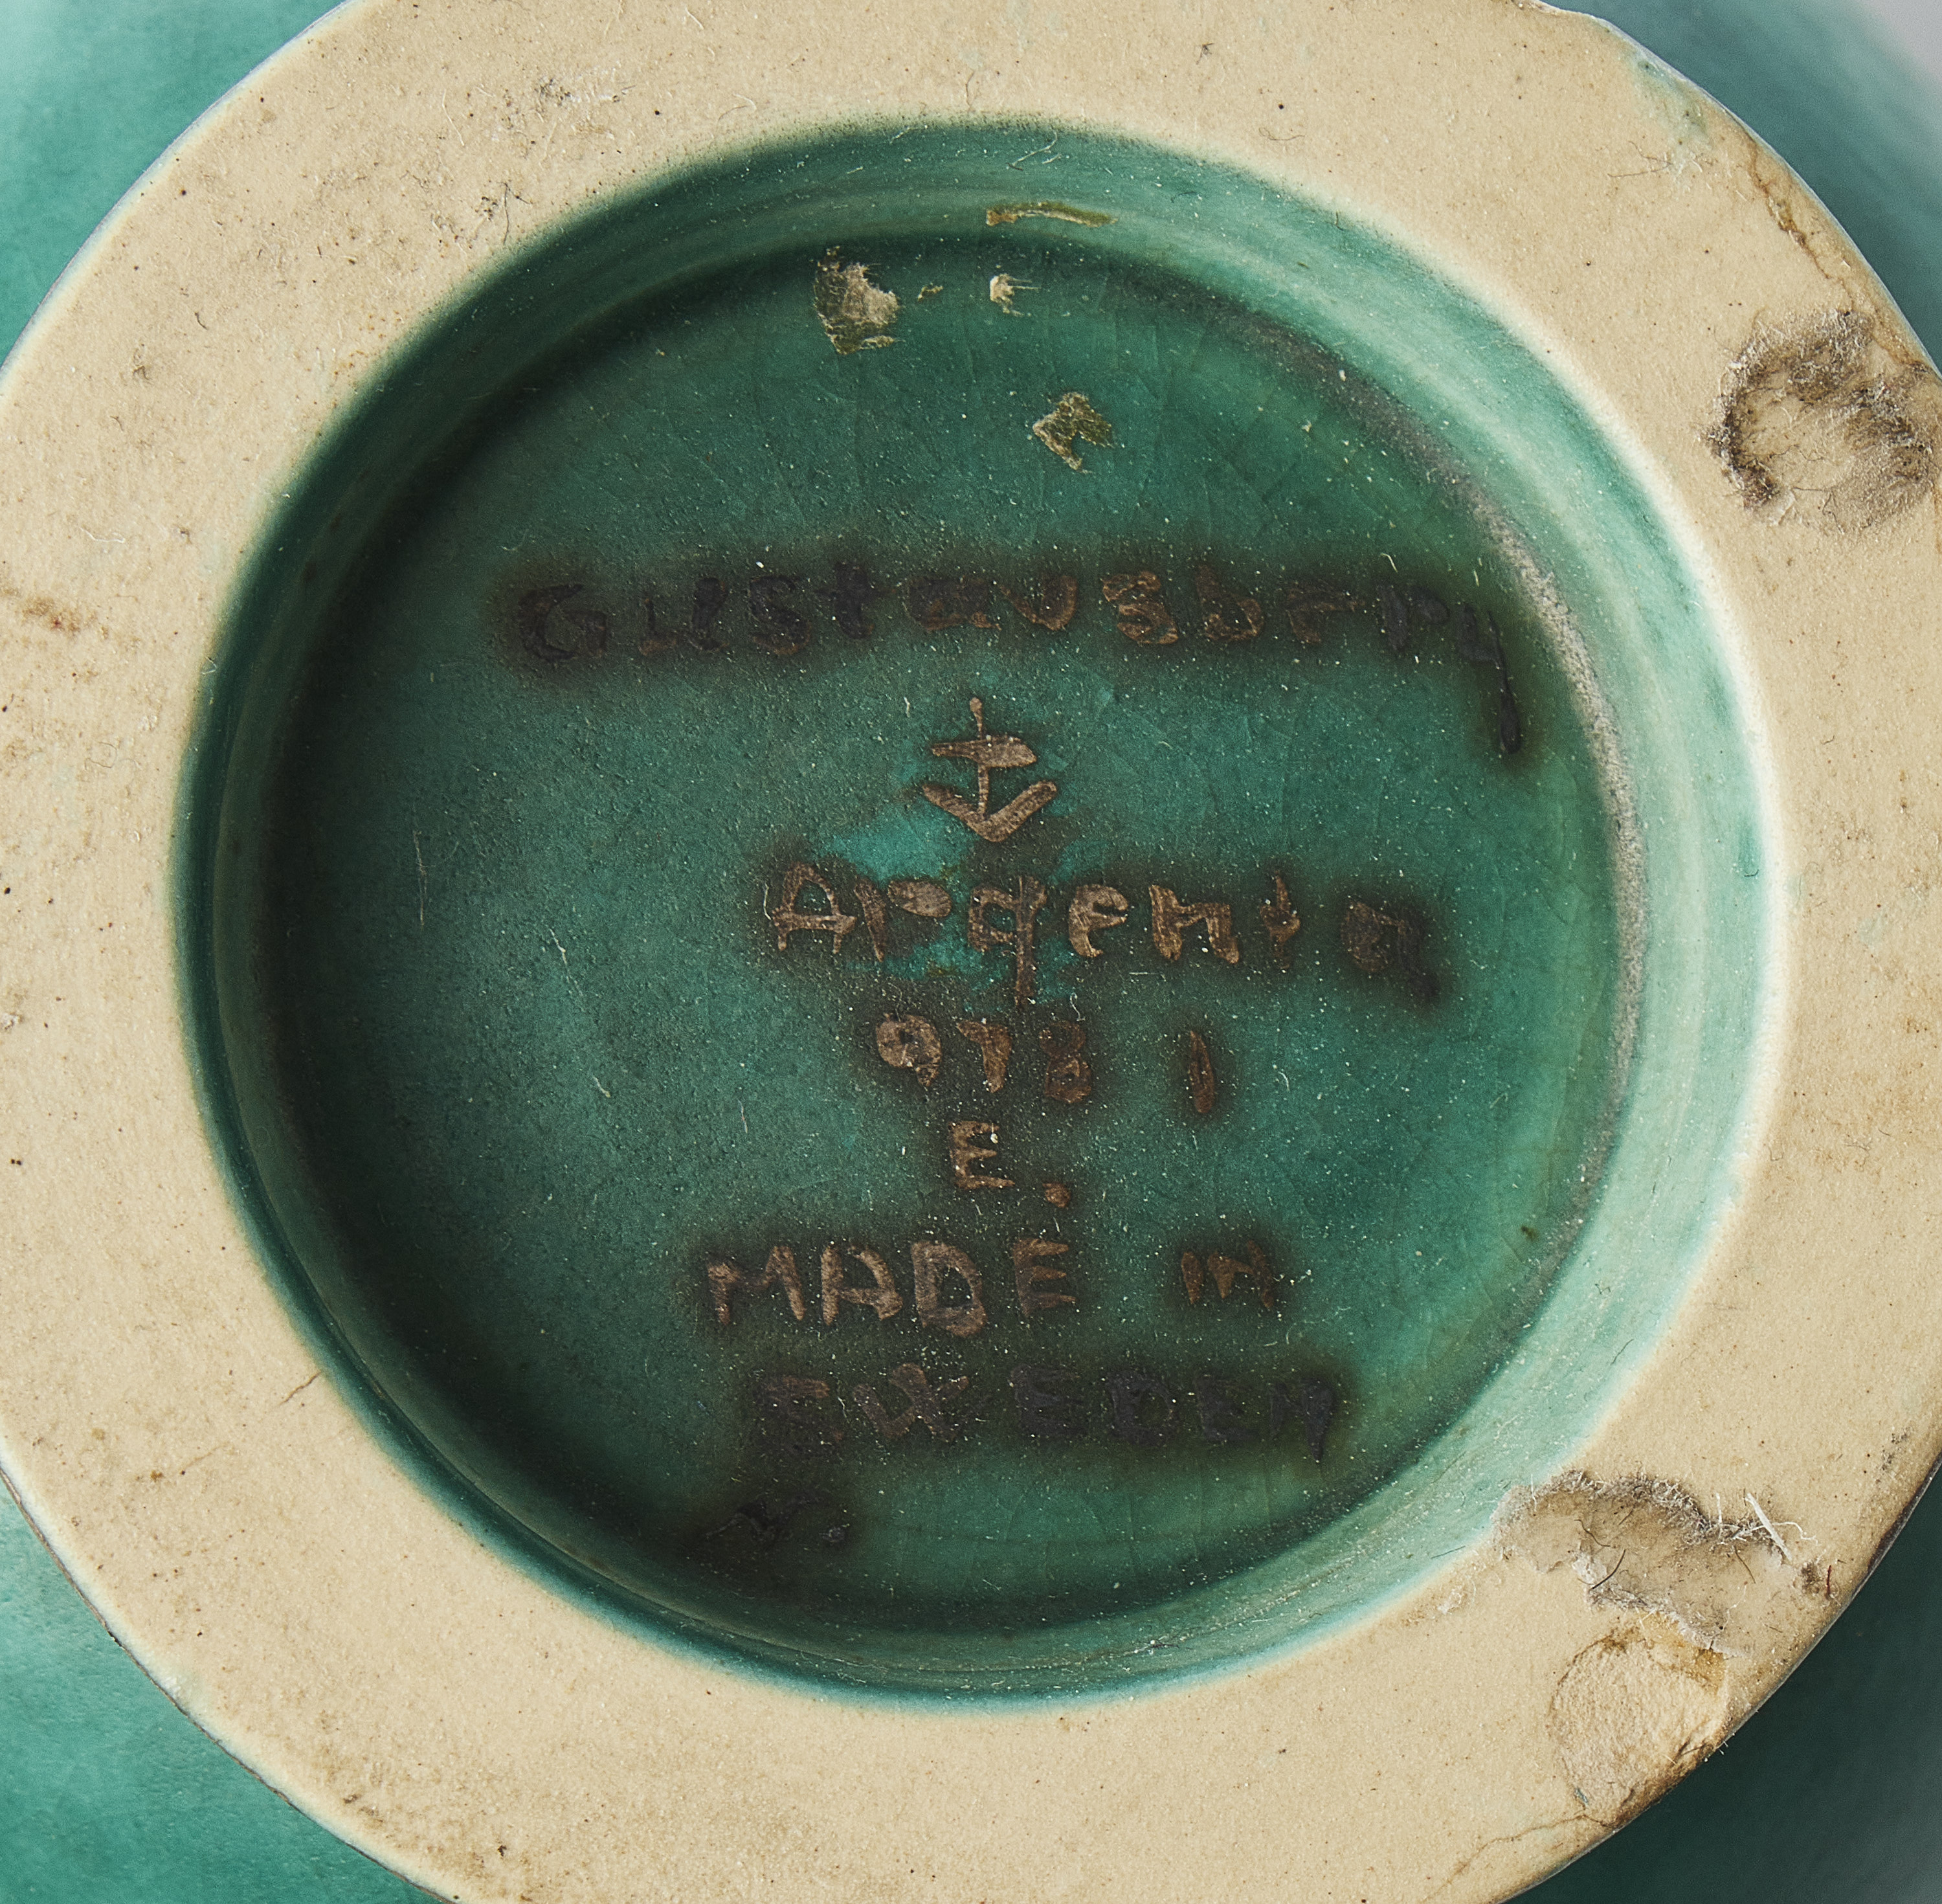 Gustavsberg
Argenta
978 I
E.
MADE IN
SWEDEN